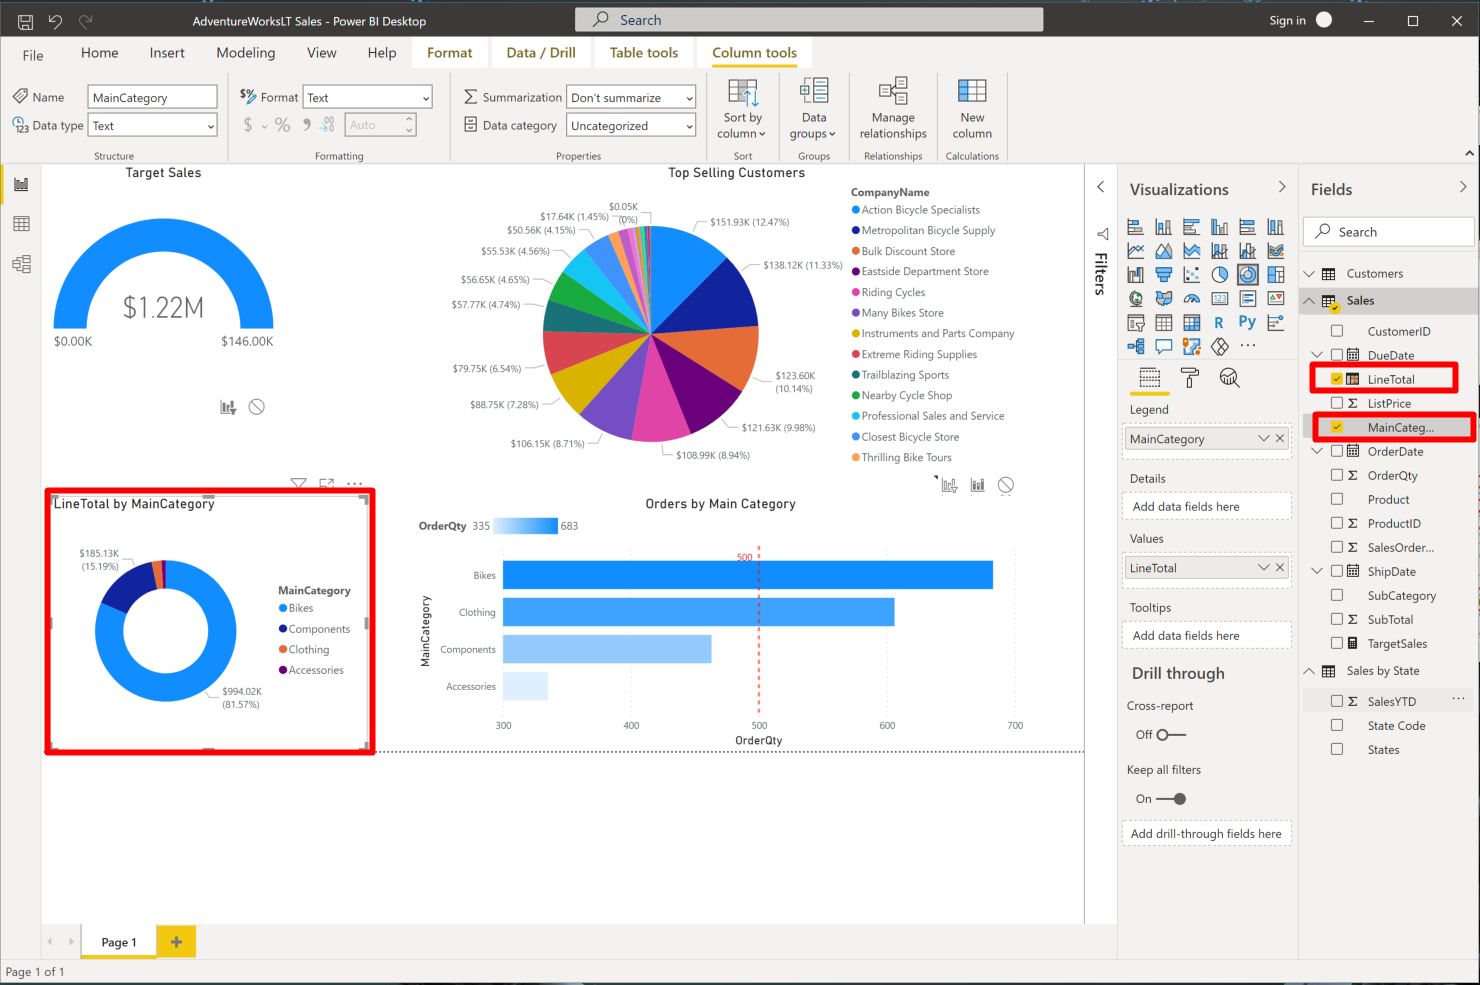 AdventureWorksLT Sales - Power BI Desktop
Search
Sign in
File
Home
Insert
Modeling
View
Help
Format
Data / Drill
Table tools
Column tools
Name
MainCategory
Data type
Text
Structure
Format
Text
$
%
Auto
Formatting
Summarization
Don't summarize
Data category
Uncategorized
Properties
Sort by
column
Sort
Data
groups
Groups
Manage
relationships
Relationships
New
column
Calculations
Target Sales
$1.22M
$0.00K
$146.00K
Top Selling Customers
$0.05K
(0%)
$17.64K (1.45%)
$50.56K (4.15%)
$55.53K (4.56%)
$56.65K (4.65%)
$57.77K (4.74%)
$79.75K (6.54%)
$88.75K (7.28%)
$106.15K (8.71%)
$108.99K (8.94%)
$121.63K (9.98%)
$123.60K
(10.14%)
$138.12K (11.33%)
$151.93K (12.47%)
CompanyName
Action Bicycle Specialists
Metropolitan Bicycle Supply
Bulk Discount Store
Eastside Department Store
Riding Cycles
Many Bikes Store
Instruments and Parts Company
Extreme Riding Supplies
Trailblazing Sports
Nearby Cycle Shop
Professional Sales and Service
Closest Bicycle Store
Thrilling Bike Tours
LineTotal by MainCategory
$185.13K
(15.19%)
$994.02K
(81.57%)
MainCategory
Bikes
Components
Clothing
Accessories
Orders by Main Category
OrderQty 335
683
500
MainCategory
Bikes
Clothing
Components
Accessories
300
400
500
600
700
OrderQty
Filters
Visualizations
R
Py
123
Legend
MainCategory
Details
Add data fields here
Values
LineTotal
Tooltips
Add data fields here
Drill through
Cross-report
Off
Keep all filters
On
Add drill-through fields here
Fields
Search
Customers
Sales
CustomerID
DueDate
LineTotal
ListPrice
MainCateg...
OrderDate
OrderQty
Product
ProductID
SalesOrder...
ShipDate
SubCategory
SubTotal
TargetSales
Sales by State
SalesYTD
State Code
States
Page 1
Page 1 of 1